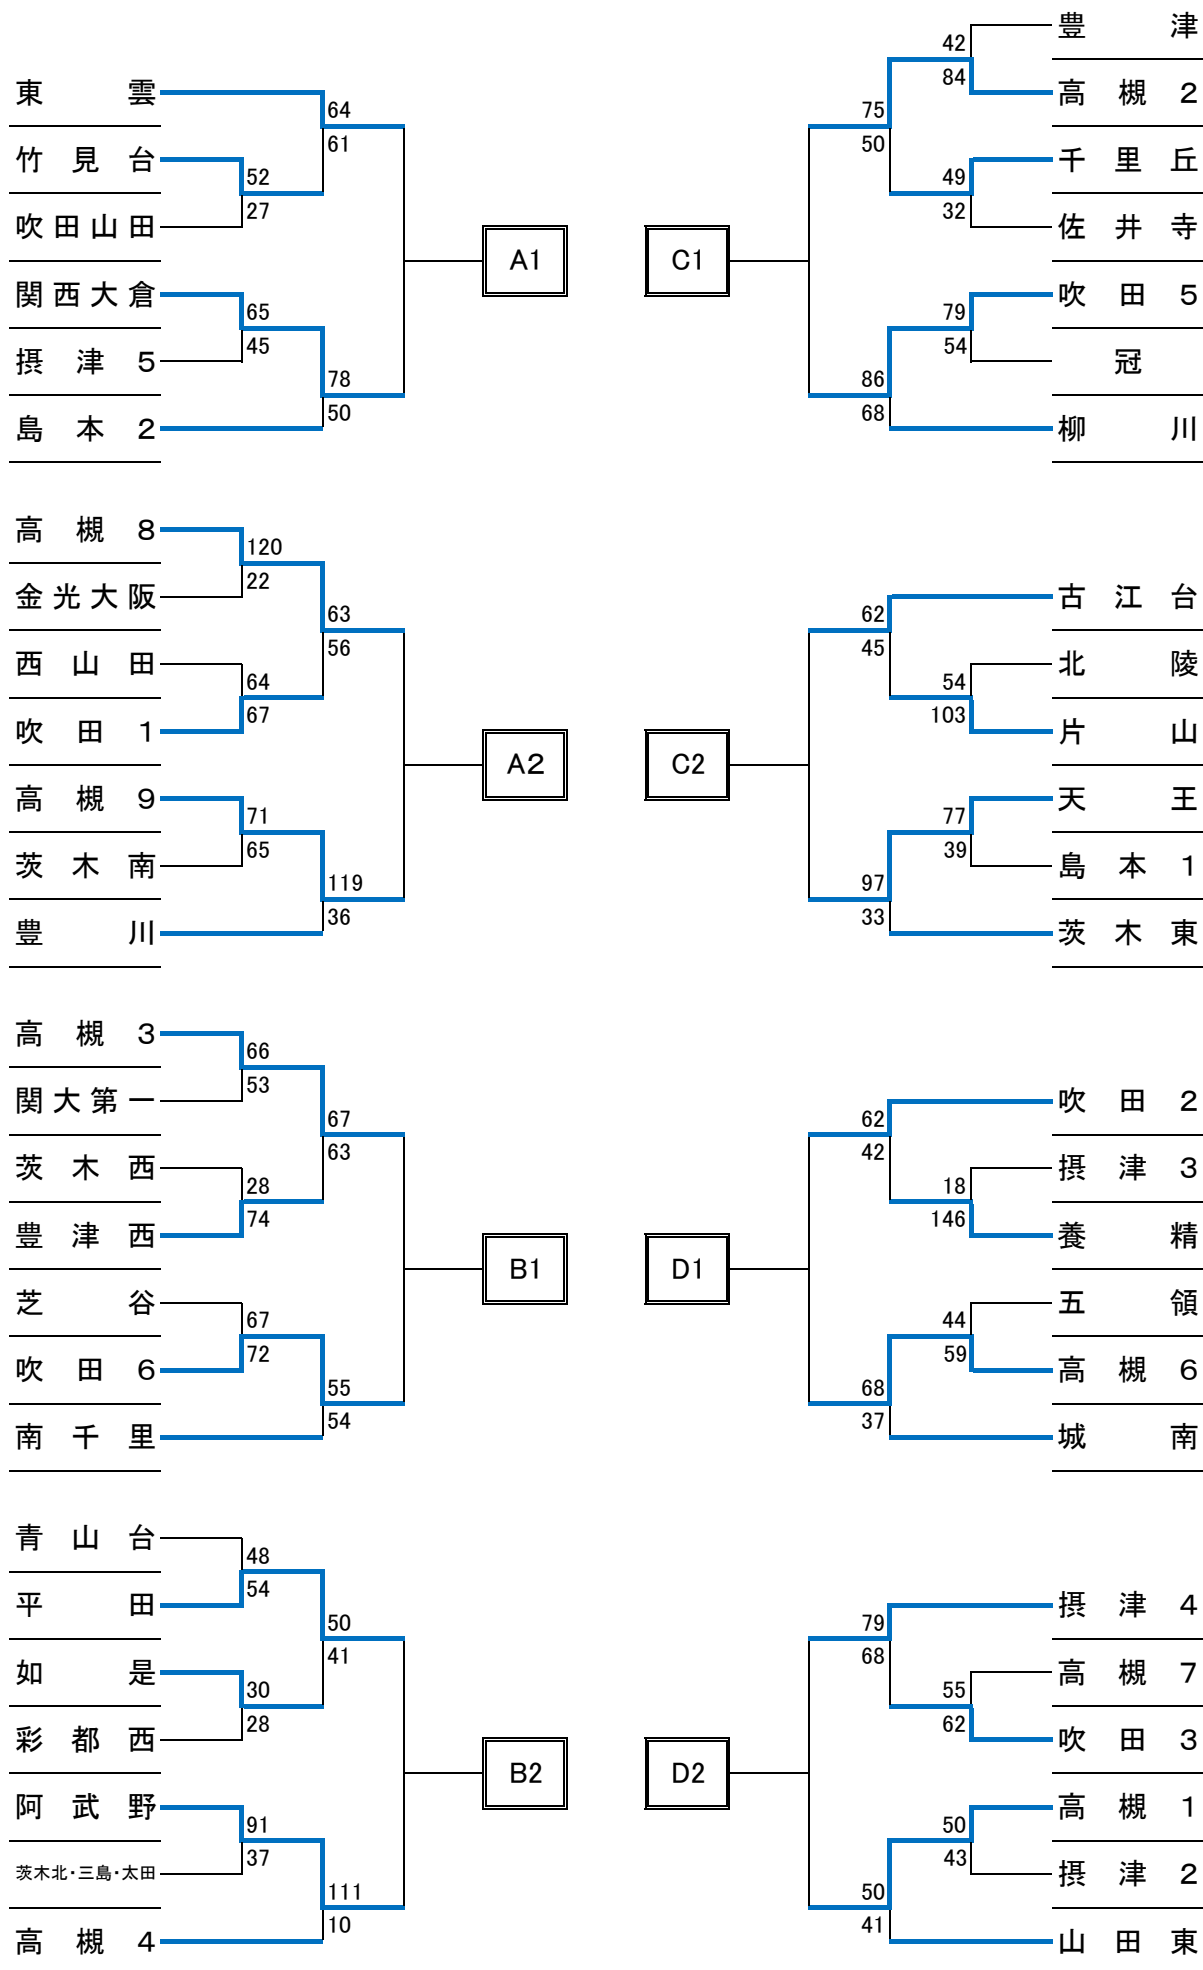 東雲
64
61
竹見台
52
27
吹田山田
A1
関西大倉
65
45
摂津5
78
50
島本2
高槻8
120
22
金光大阪
63
56
西山田
64
67
吹田1
A2
高槻9
71
65
茨木南
119
36
豊川
高槻3
66
53
関大第一
67
63
茨木西
28
74
豊津西
B1
芝谷
67
72
吹田6
55
54
南千里
青山台
48
54
平田
50
41
如是
30
28
彩都西
B2
阿武野
91
37
茨木北・三島・太田
111
10
高槻4
豊津
42
84
高槻2
75
50
千里丘
49
32
佐井寺
C1
吹田5
79
54
冠
86
68
柳川
古江台
62
45
北陵
54
103
片山
C2
天王
77
39
島本1
97
33
茨木東
吹田2
62
42
摂津3
18
146
養精
D1
五領
44
59
高槻6
68
37
城南
摂津4
79
68
高槻7
55
62
吹田3
D2
高槻1
50
43
摂津2
50
41
山田東